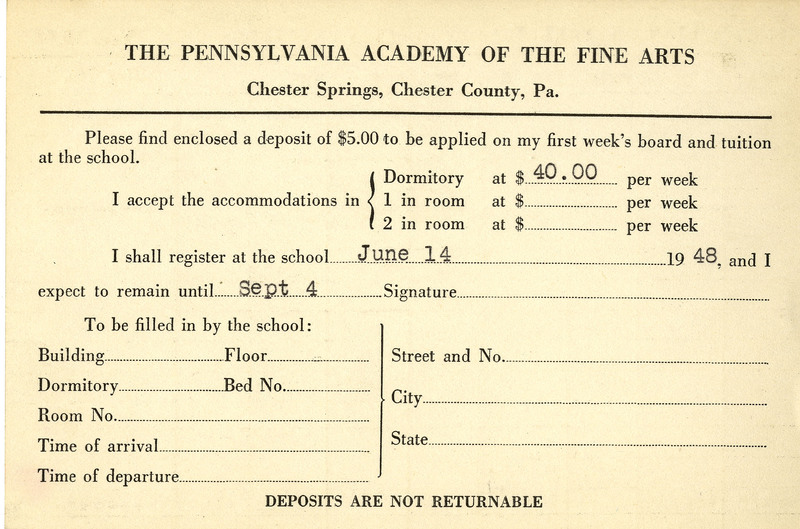 THE PENNSYLVANIA ACADEMY OF THE FINE ARTS
Chester Springs, Chester County, Pa.
Please find enclosed a deposit of $5.00 to be applied on my first week's board and tuition
at the school.
I accept the accommodations in
Dormitory at $ 40.00 per week
1 in room at $ per week
2 in room at $ per week
I shall register at the school June 14 19 48, and I
expect to remain until Sept 4 Signature
To be filled in by the school:
Building Floor
Dormitory Bed No.
Room No.
Time of arrival
Time of departure
Street and No.
City
State
DEPOSITS ARE NOT RETURNABLE